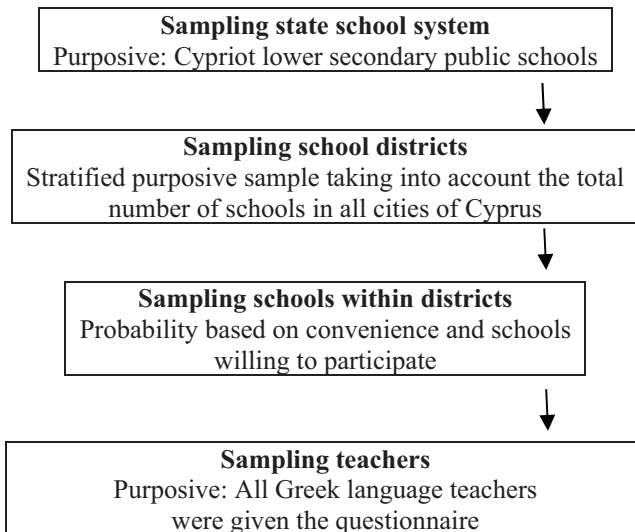 Sampling state school system
Purposive: Cypriot lower secondary public schools
Sampling school districts
Stratified purposive sample taking into account the total
number of schools in all cities of Cyprus
Sampling schools within districts
Probability based on convenience and schools
willing to participate
Sampling teachers
Purposive: All Greek language teachers
were given the questionnaire